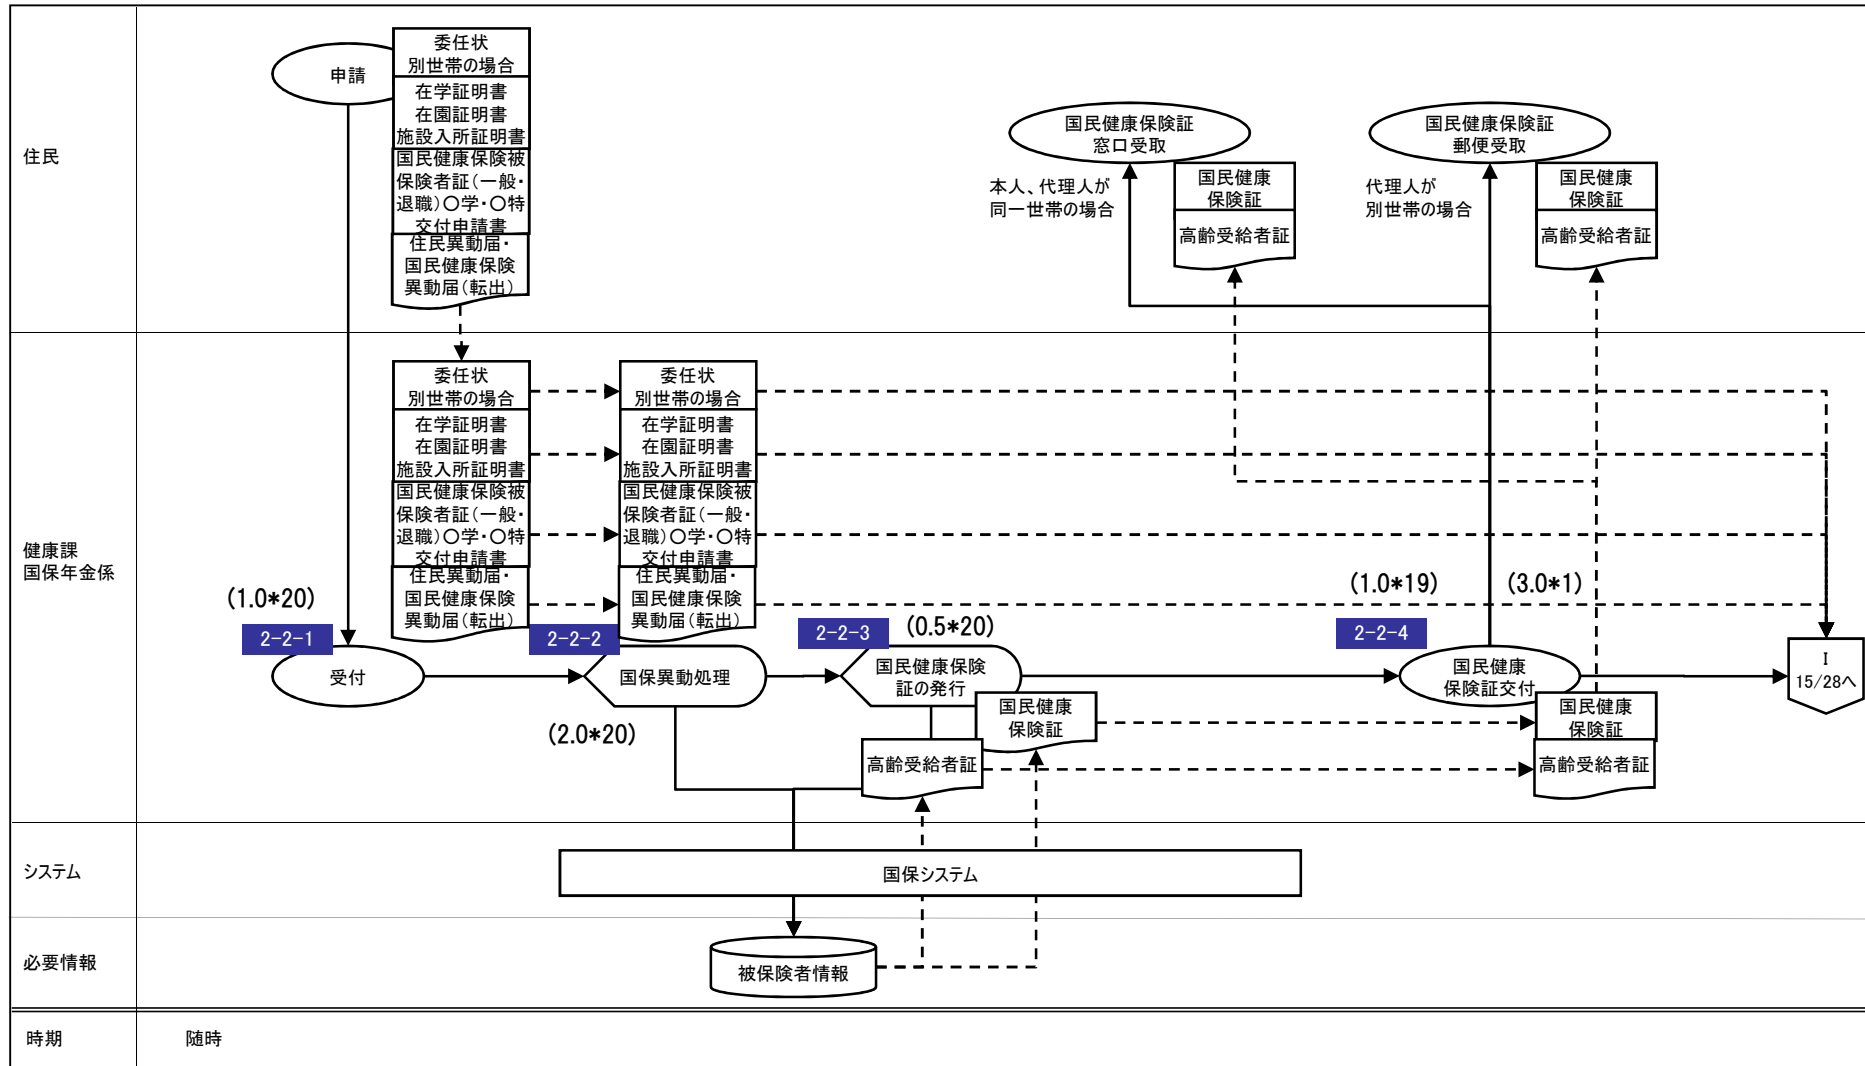 住民
申請
委任状
別世帯の場合
在学証明書
在園証明書
施設入所証明書
国民健康保険被
保険者証(一般・
退職)〇学・〇特
交付申請書
住民異動届・
国民健康保険
異動届(転出)
国民健康保険証
窓口受取
本人、代理人が
同一世帯の場合
国民健康
保険証
高齢受給者証
国民健康保険証
郵便受取
代理人が
別世帯の場合
国民健康
保険証
高齢受給者証
健康課
国保年金係
委任状
別世帯の場合
在学証明書
在園証明書
施設入所証明書
国民健康保険被
保険者証(一般・
退職)〇学・〇特
交付申請書
住民異動届・
国民健康保険
異動届(転出)
委任状
別世帯の場合
在学証明書
在園証明書
施設入所証明書
国民健康保険被
保険者証(一般・
退職)〇学・〇特
交付申請書
住民異動届・
国民健康保険
異動届(転出)
(1.0*20)
2-2-1
受付
2-2-2
国保異動処理
(2.0*20)
2-2-3
(0.5*20)
国民健康保険
証の発行
国民健康
保険証
高齢受給者証
(1.0*19)
(3.0*1)
2-2-4
国民健康
保険証交付
国民健康
保険証
高齢受給者証
I
15/28へ
システム
国保システム
必要情報
被保険者情報
時期
随時